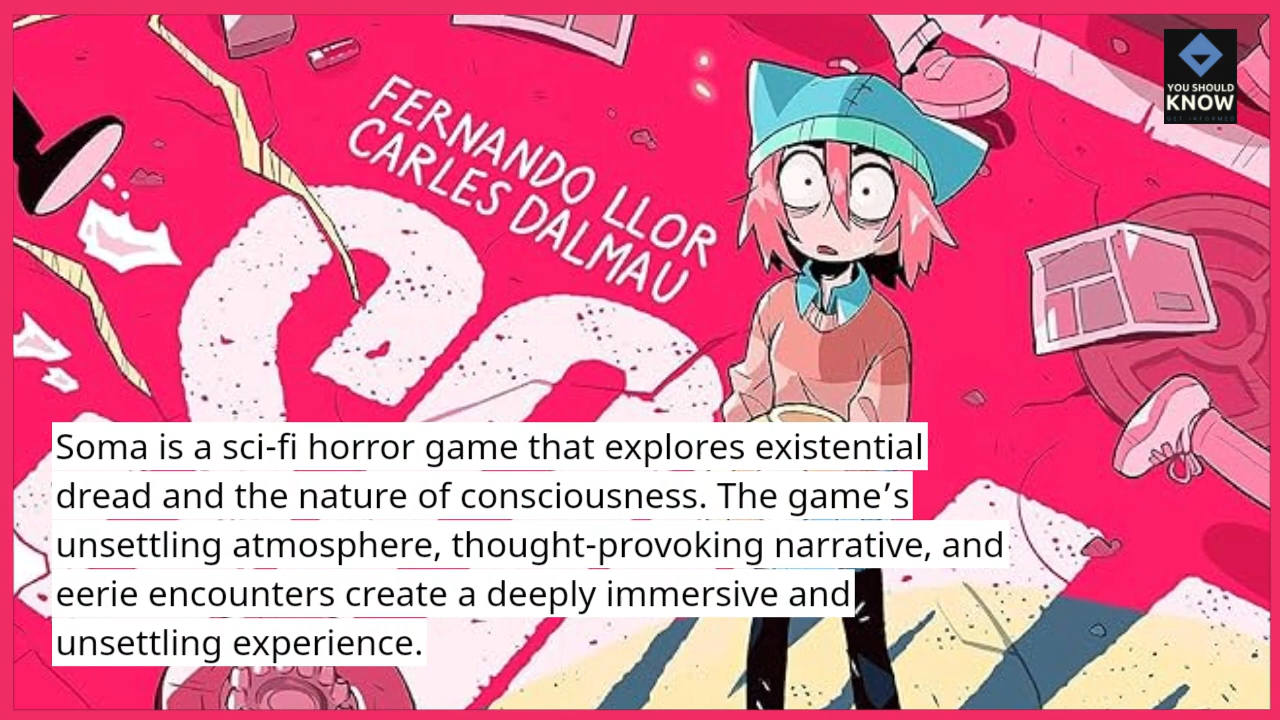 FERNANDO LLOR
CARLES DALMAU
YOU SHOULD
KNOW
GET INFORMED
Soma is a sci-fi horror game that explores existential
dread and the nature of consciousness. The game’s
unsettling atmosphere, thought-provoking narrative, and
eerie encounters create a deeply immersive and
unsettling experience.